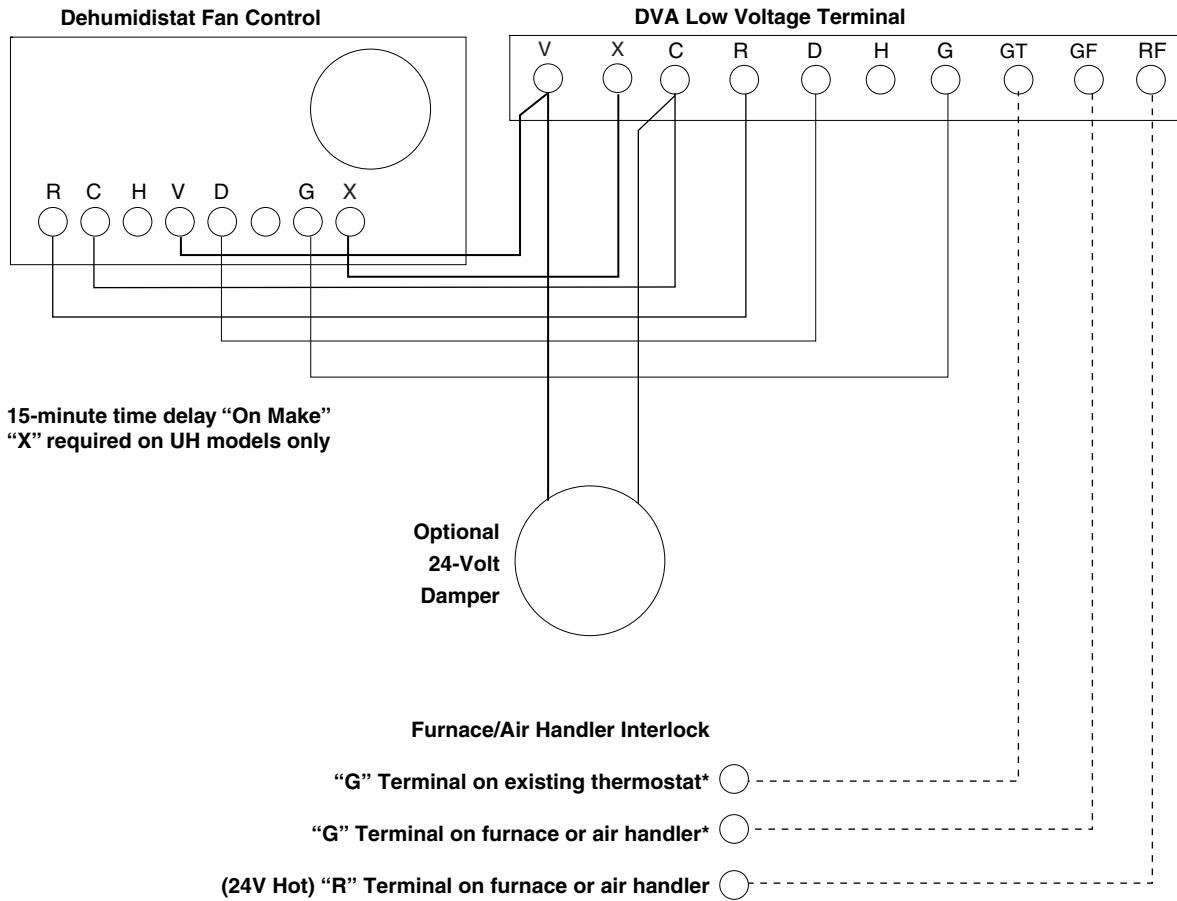 Dehumidistat Fan Control
DVA Low Voltage Terminal
V X C R D H G GT GF RF
R C H V D G X
15-minute time delay “On Make”
“X” required on UH models only
Optional
24-Volt
Damper
Furnace/Air Handler Interlock
“G” Terminal on existing thermostat*
“G” Terminal on furnace or air handler*
(24V Hot) “R” Terminal on furnace or air handler